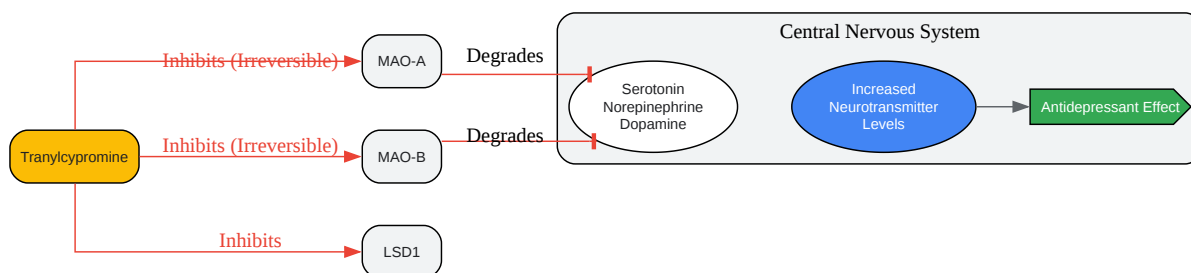 Central Nervous System
Inhibits (Irreversible)
MAO-A
Degrades
Serotonin
Norepinephrine
Dopamine
Increased
Neurotransmitter
Levels
Antidepressant Effect
Tranylcypromine
Inhibits (Irreversible)
MAO-B
Degrades
Inhibits
LSD1